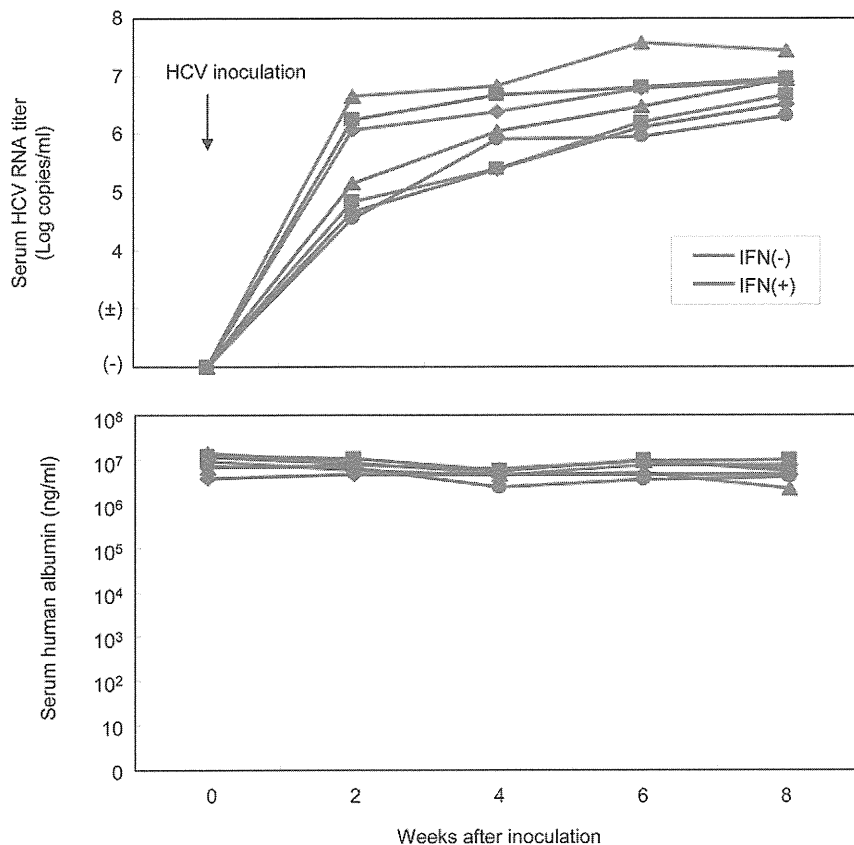 Serum HCV RNA titer
(Log copies/ml)
8
7
6
5
4
(±)
(-)
HCV inoculation
IFN(-)
IFN(+)
Serum human albumin (ng/ml)
10⁸
10⁷
10⁶
10⁵
10⁴
10³
10²
10
0
0 2 4 6 8
Weeks after inoculation